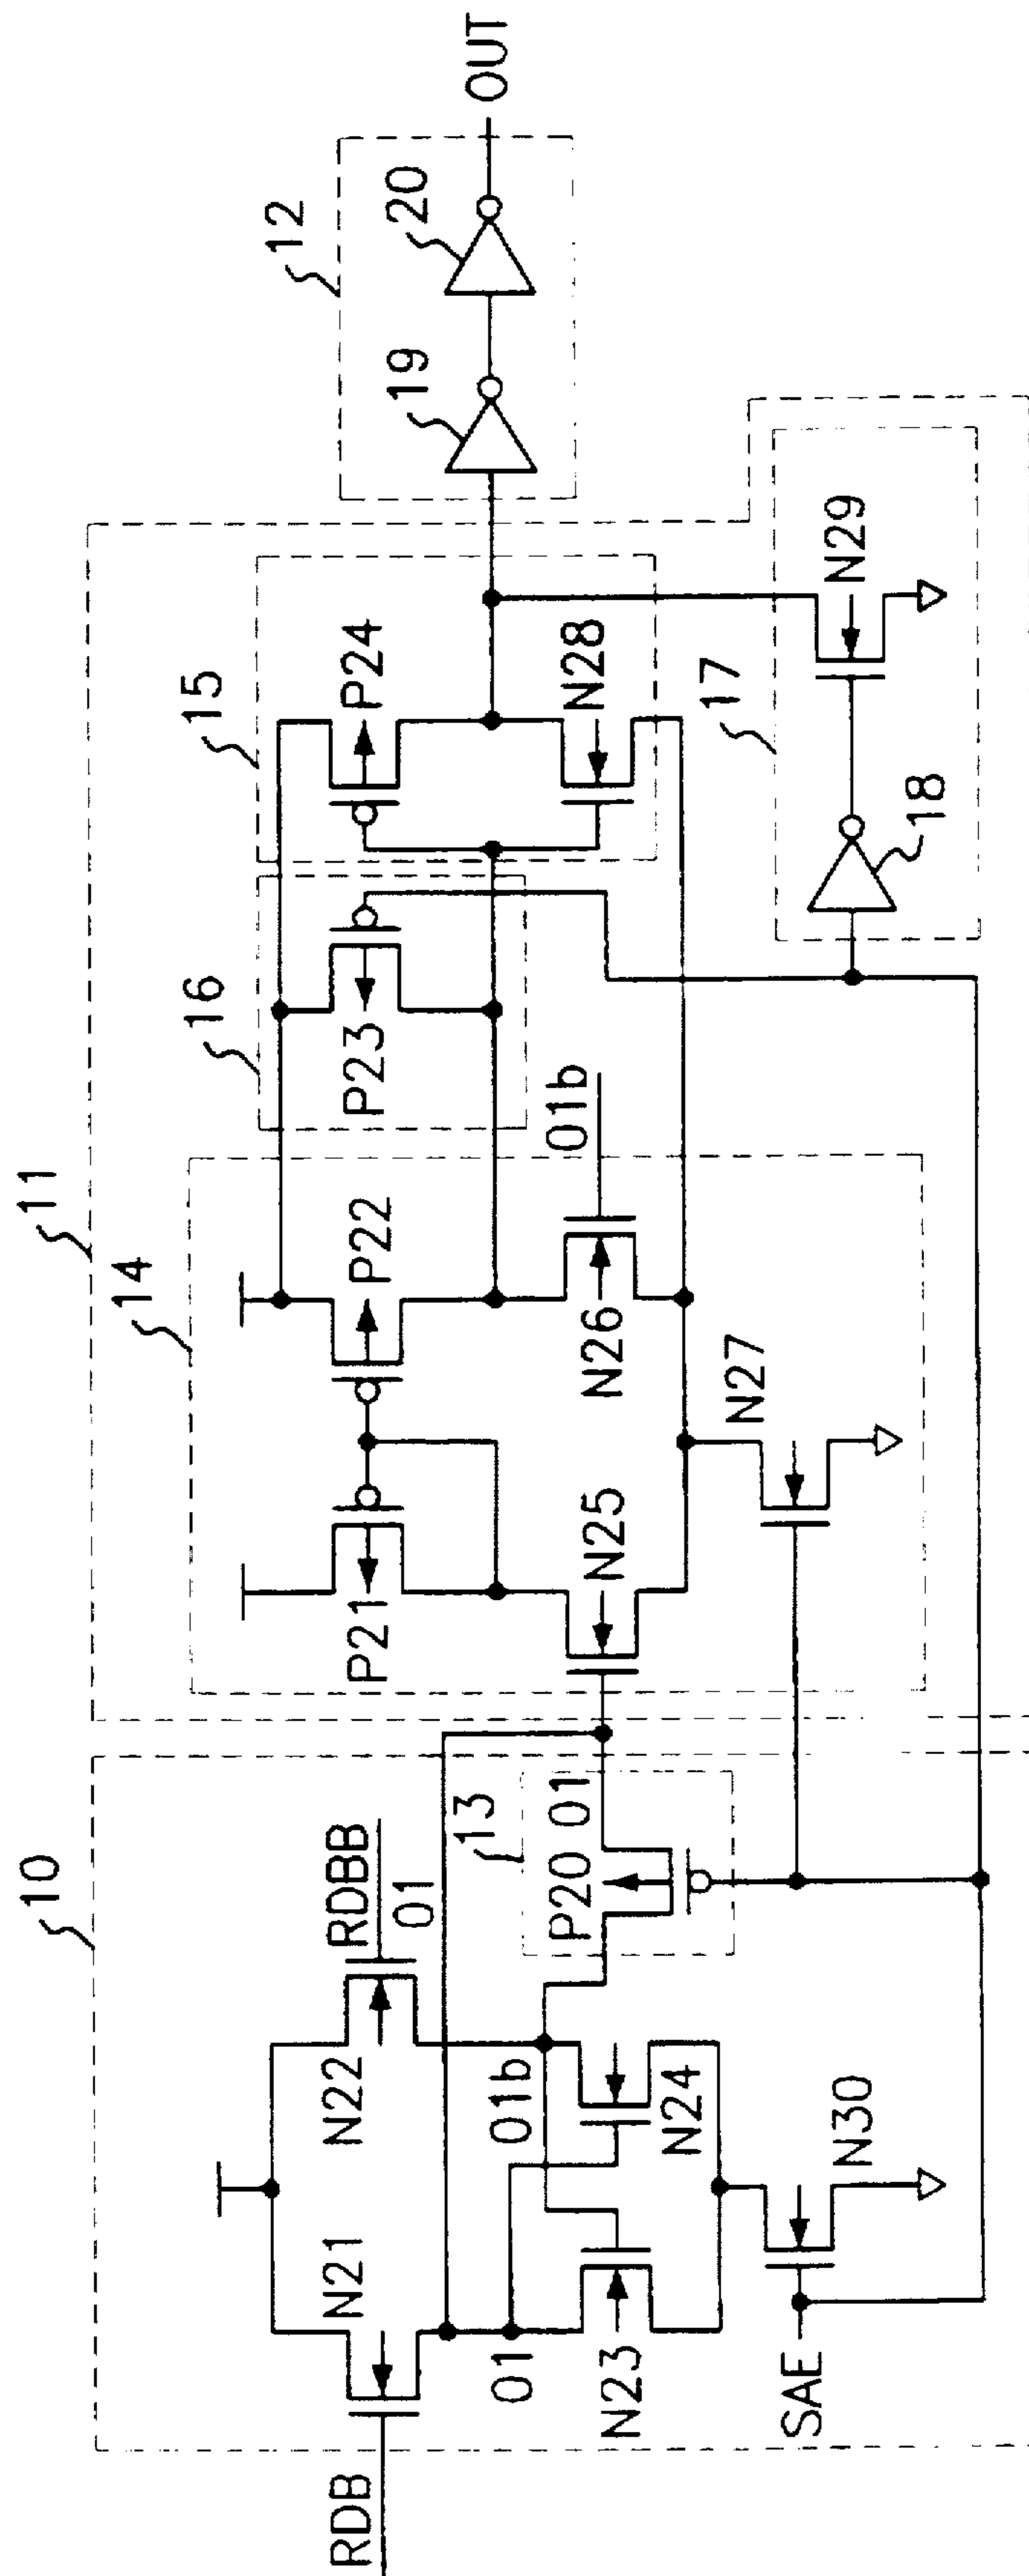 10
11
12
14
16
15
RDBB
01
13
P20
01
N22
N21
01b
01
N24
N23
N30
RDB
SAE
P21
P22
P23
P24
N25
N26
01b
N27
N28
17
N29
18
19
20
OUT